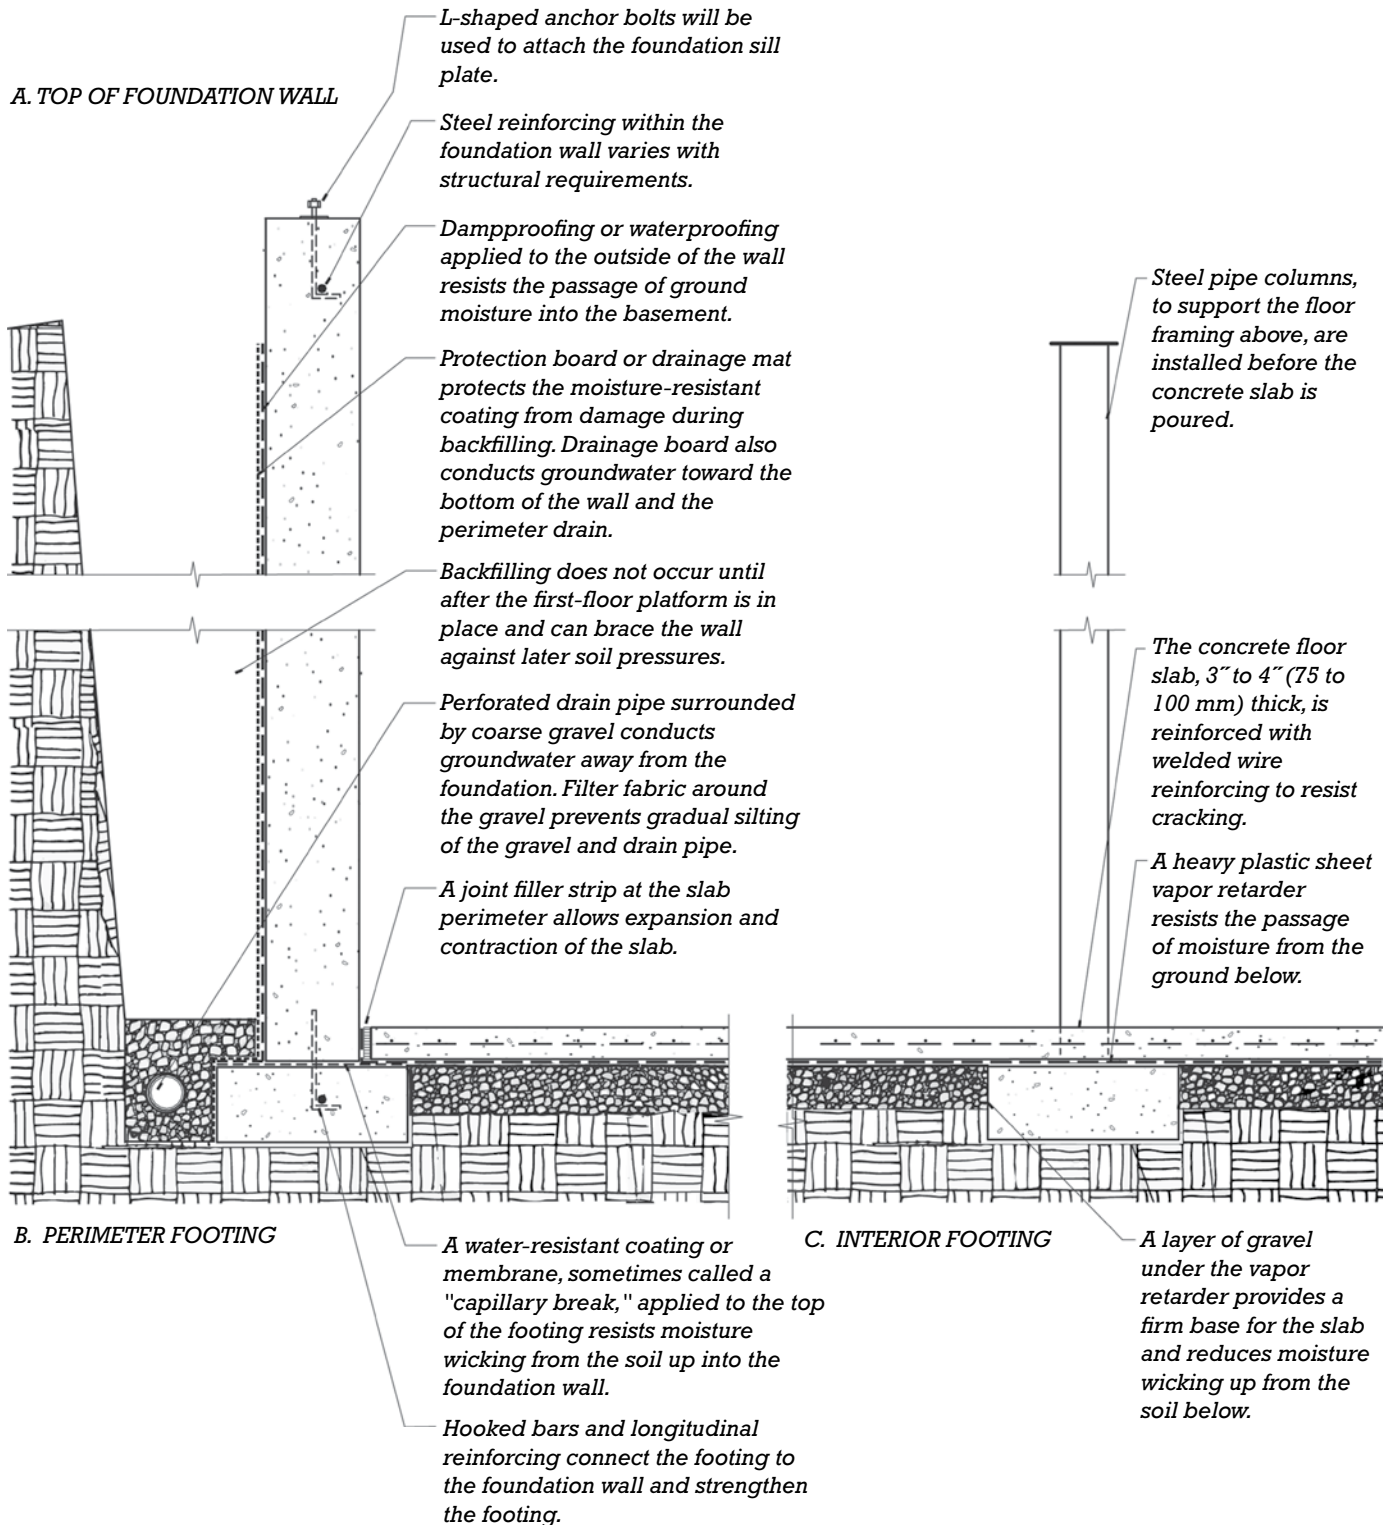 L-shaped anchor bolts will be
used to attach the foundation sill
plate.
A. TOP OF FOUNDATION WALL
Steel reinforcing within the
foundation wall varies with
structural requirements.
Dampproofing or waterproofing
applied to the outside of the wall
resists the passage of ground
moisture into the basement.
Protection board or drainage mat
protects the moisture-resistant
coating from damage during
backfilling. Drainage board also
conducts groundwater toward the
bottom of the wall and the
perimeter drain.
Backfilling does not occur until
after the first-floor platform is in
place and can brace the wall
against later soil pressures.
Perforated drain pipe surrounded
by coarse gravel conducts
groundwater away from the
foundation. Filter fabric around
the gravel prevents gradual silting
of the gravel and drain pipe.
A joint filler strip at the slab
perimeter allows expansion and
contraction of the slab.
Steel pipe columns,
to support the floor
framing above, are
installed before the
concrete slab is
poured.
The concrete floor
slab, 3˝ to 4˝ (75 to
100 mm) thick, is
reinforced with
welded wire
reinforcing to resist
cracking.
A heavy plastic sheet
vapor retarder
resists the passage
of moisture from the
ground below.
B. PERIMETER FOOTING
A water-resistant coating or
membrane, sometimes called a
"capillary break," applied to the top
of the footing resists moisture
wicking from the soil up into the
foundation wall.
Hooked bars and longitudinal
reinforcing connect the footing to
the foundation wall and strengthen
the footing.
C. INTERIOR FOOTING
A layer of gravel
under the vapor
retarder provides a
firm base for the slab
and reduces moisture
wicking up from the
soil below.